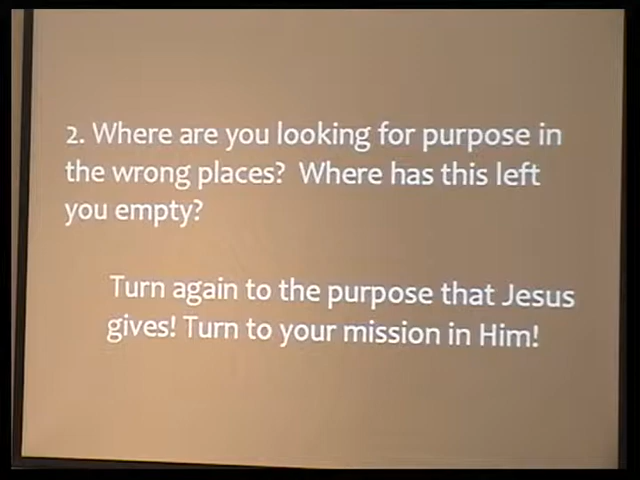 2. Where are you looking for purpose in
the wrong places?  Where has this left
you empty?
Turn again to the purpose that Jesus
gives! Turn to your mission in Him!